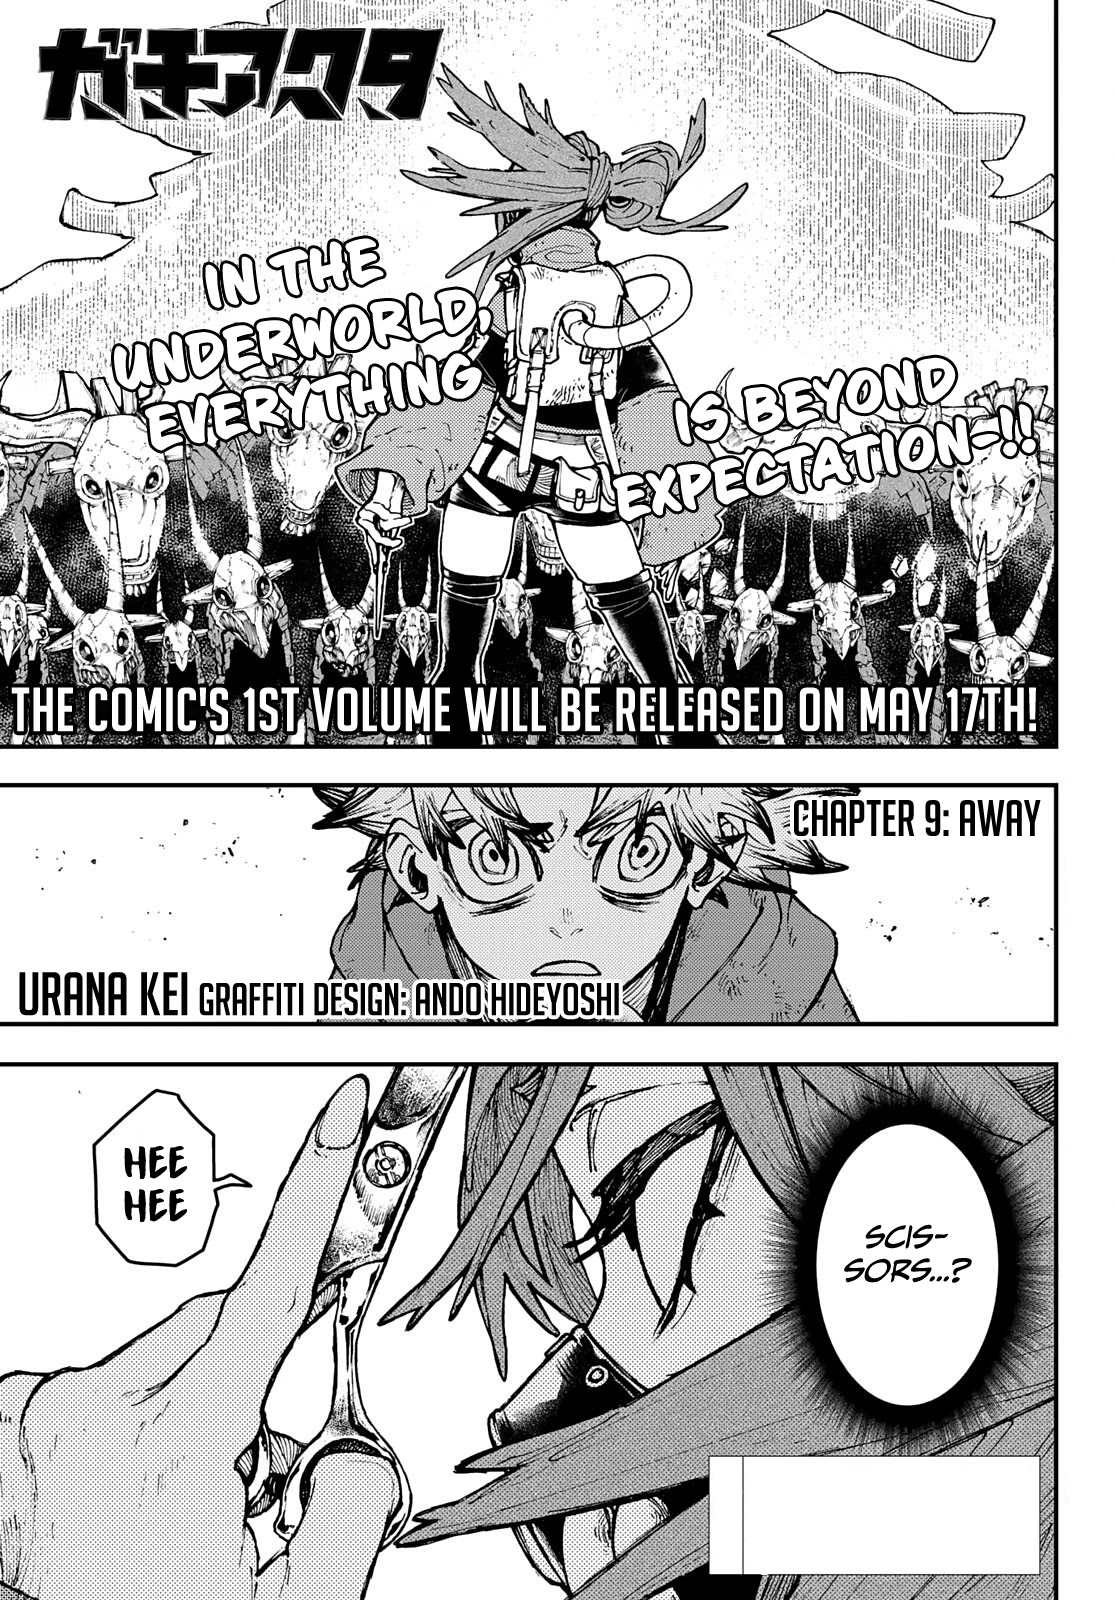 ガチアクタ
IN THE
UNDERWORLD,
EVERYTHING
IS BEYOND
EXPECTATION-!!
THE COMIC'S 1ST VOLUME WILL BE RELEASED ON MAY 17TH!
CHAPTER 9: AWAY
URANA KEI GRAFFITI DESIGN: ANDO HIDEYOSHI
SCIS-
SORS...?
HEE
HEE